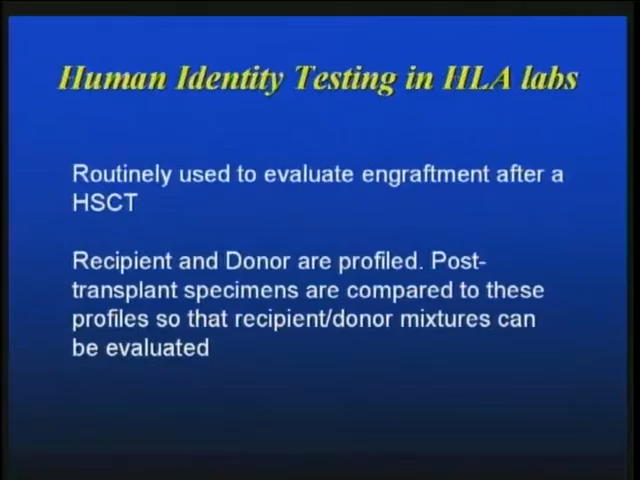 Human Identity Testing in HLA labs
Routinely used to evaluate engraftment after a
HSCT
Recipient and Donor are profiled. Post-
transplant specimens are compared to these
profiles so that recipient/donor mixtures can
be evaluated